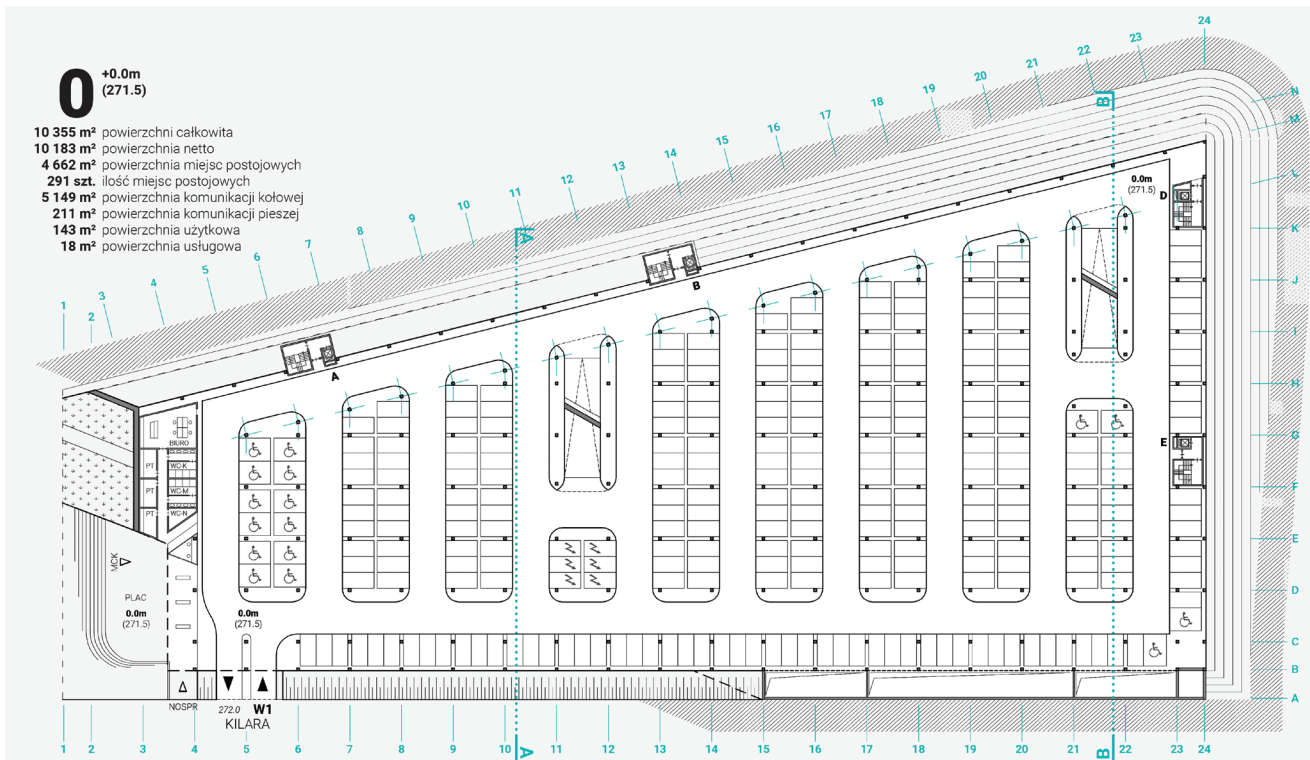 0 +0.0m
(271.5)
10 355 m² powierzchni całkowita
10 183 m² powierzchnia netto
4 662 m² powierzchnia miejsc postojowych
291 szt. ilość miejsc postojowych
5 149 m² powierzchnia komunikacji kołowej
211 m² powierzchnia komunikacji pieszej
143 m² powierzchnia użytkowa
18 m² powierzchnia usługowa
1 2 3 4 5 6 7 8 9 10 11 12 13 14 15 16 17 18 19 20 21 22 23 24
A
B
N
M
L
K
J
I
H
G
F
E
D
C
B
A
0.0m
(271.5)
D
B
A
E
BIURO
PT WC-K
PT WC-M
PT WC-N
MCK
PLAC
0.0m
(271.5)
0.0m
(271.5)
NOSPR
272.0 W1
KILARA
1 2 3 4 5 6 7 8 9 10 A 11 12 13 14 15 16 17 18 19 20 21 B 22 23 24